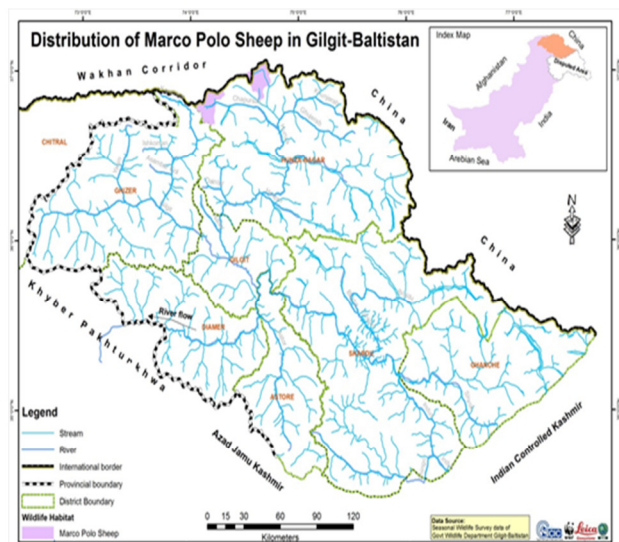 Distribution of Marco Polo Sheep in Gilgit-Baltistan
Index Map
China
Afghanistan
Disputed Area
Iran
India
Arebian Sea
Wakhan Corridor
China
CHITRAL
HUNZA-NAGAR
GHIZER
China
GILGIT
Khyber Pakhturkhwa
River flow
DIAMER
SKARDU
GHANCHE
ASTORE
Azad Jamu Kashmir
Indian Controlled Kashmir
Legend
Stream
River
International border
Provincial boundary
District Boundary
Wildlife Habitat
Marco Polo Sheep
0 15 30 60 90 120
Kilometers
Data Source:
Seasonal Wildlife Survey data of
Govt Wildlife Department Gilgit-Baltistan
WWF
Leica